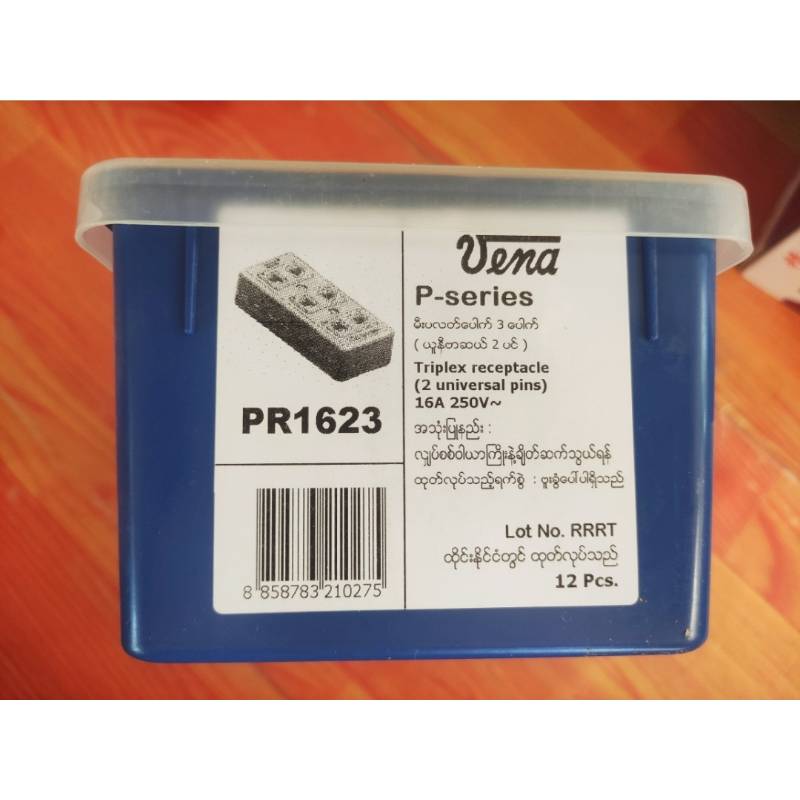 Vena
P-series
မီးပလတ်ပေါက် 3 ပေါက်
( ယူနီတာဆယ် 2 ပင် )
Triplex receptacle
(2 universal pins)
16A 250V~
PR1623
အသုံးပြုနည်း :
လျှပ်စစ်ဝါယာကြိုးနဲ့ချိတ်ဆက်သွယ်ရန်
ထုတ်လုပ်သည့်ရက်စွဲ : ဗူးခွံပေါ်ပါရှိသည်
Lot No. RRRT
ထိုင်းနိုင်ငံတွင် ထုတ်လုပ်သည်
12 Pcs.
8 858783 210275